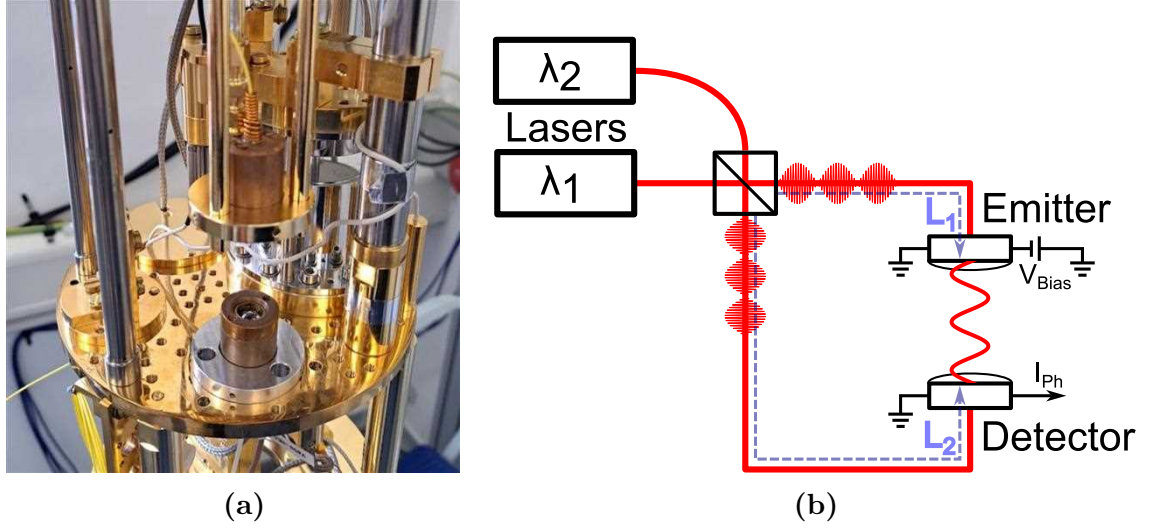 λ2
Lasers
λ1
L1
Emitter
VBias
IPh
L2
Detector
(a)
(b)